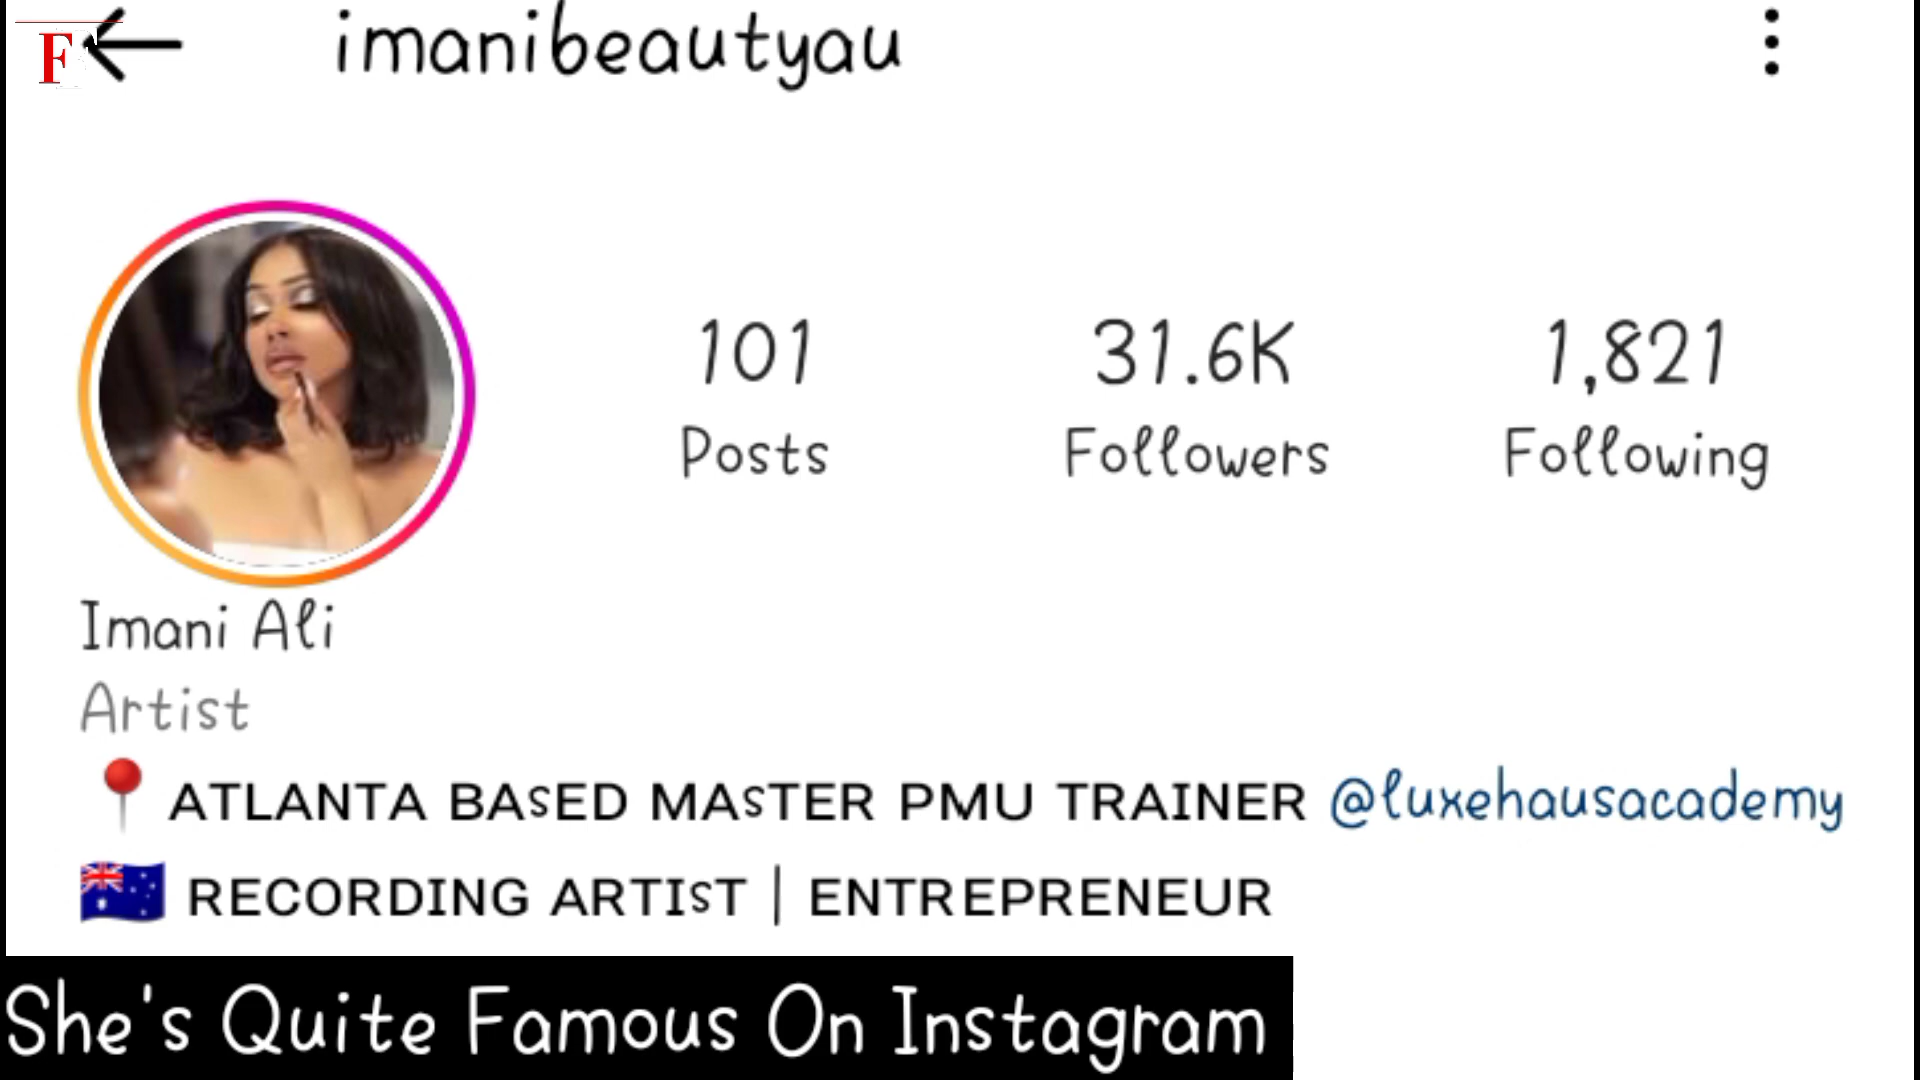 F
imanibeautyau
101 31.6K 1,821
Posts Followers Following
Imani Ali
Artist
ATLANTA BAsED MAsTER PMU TRAINER @luxehausacademy
RECORDING ARTIsT | ENTREPRENEUR
She's Quite Famous On Instagram